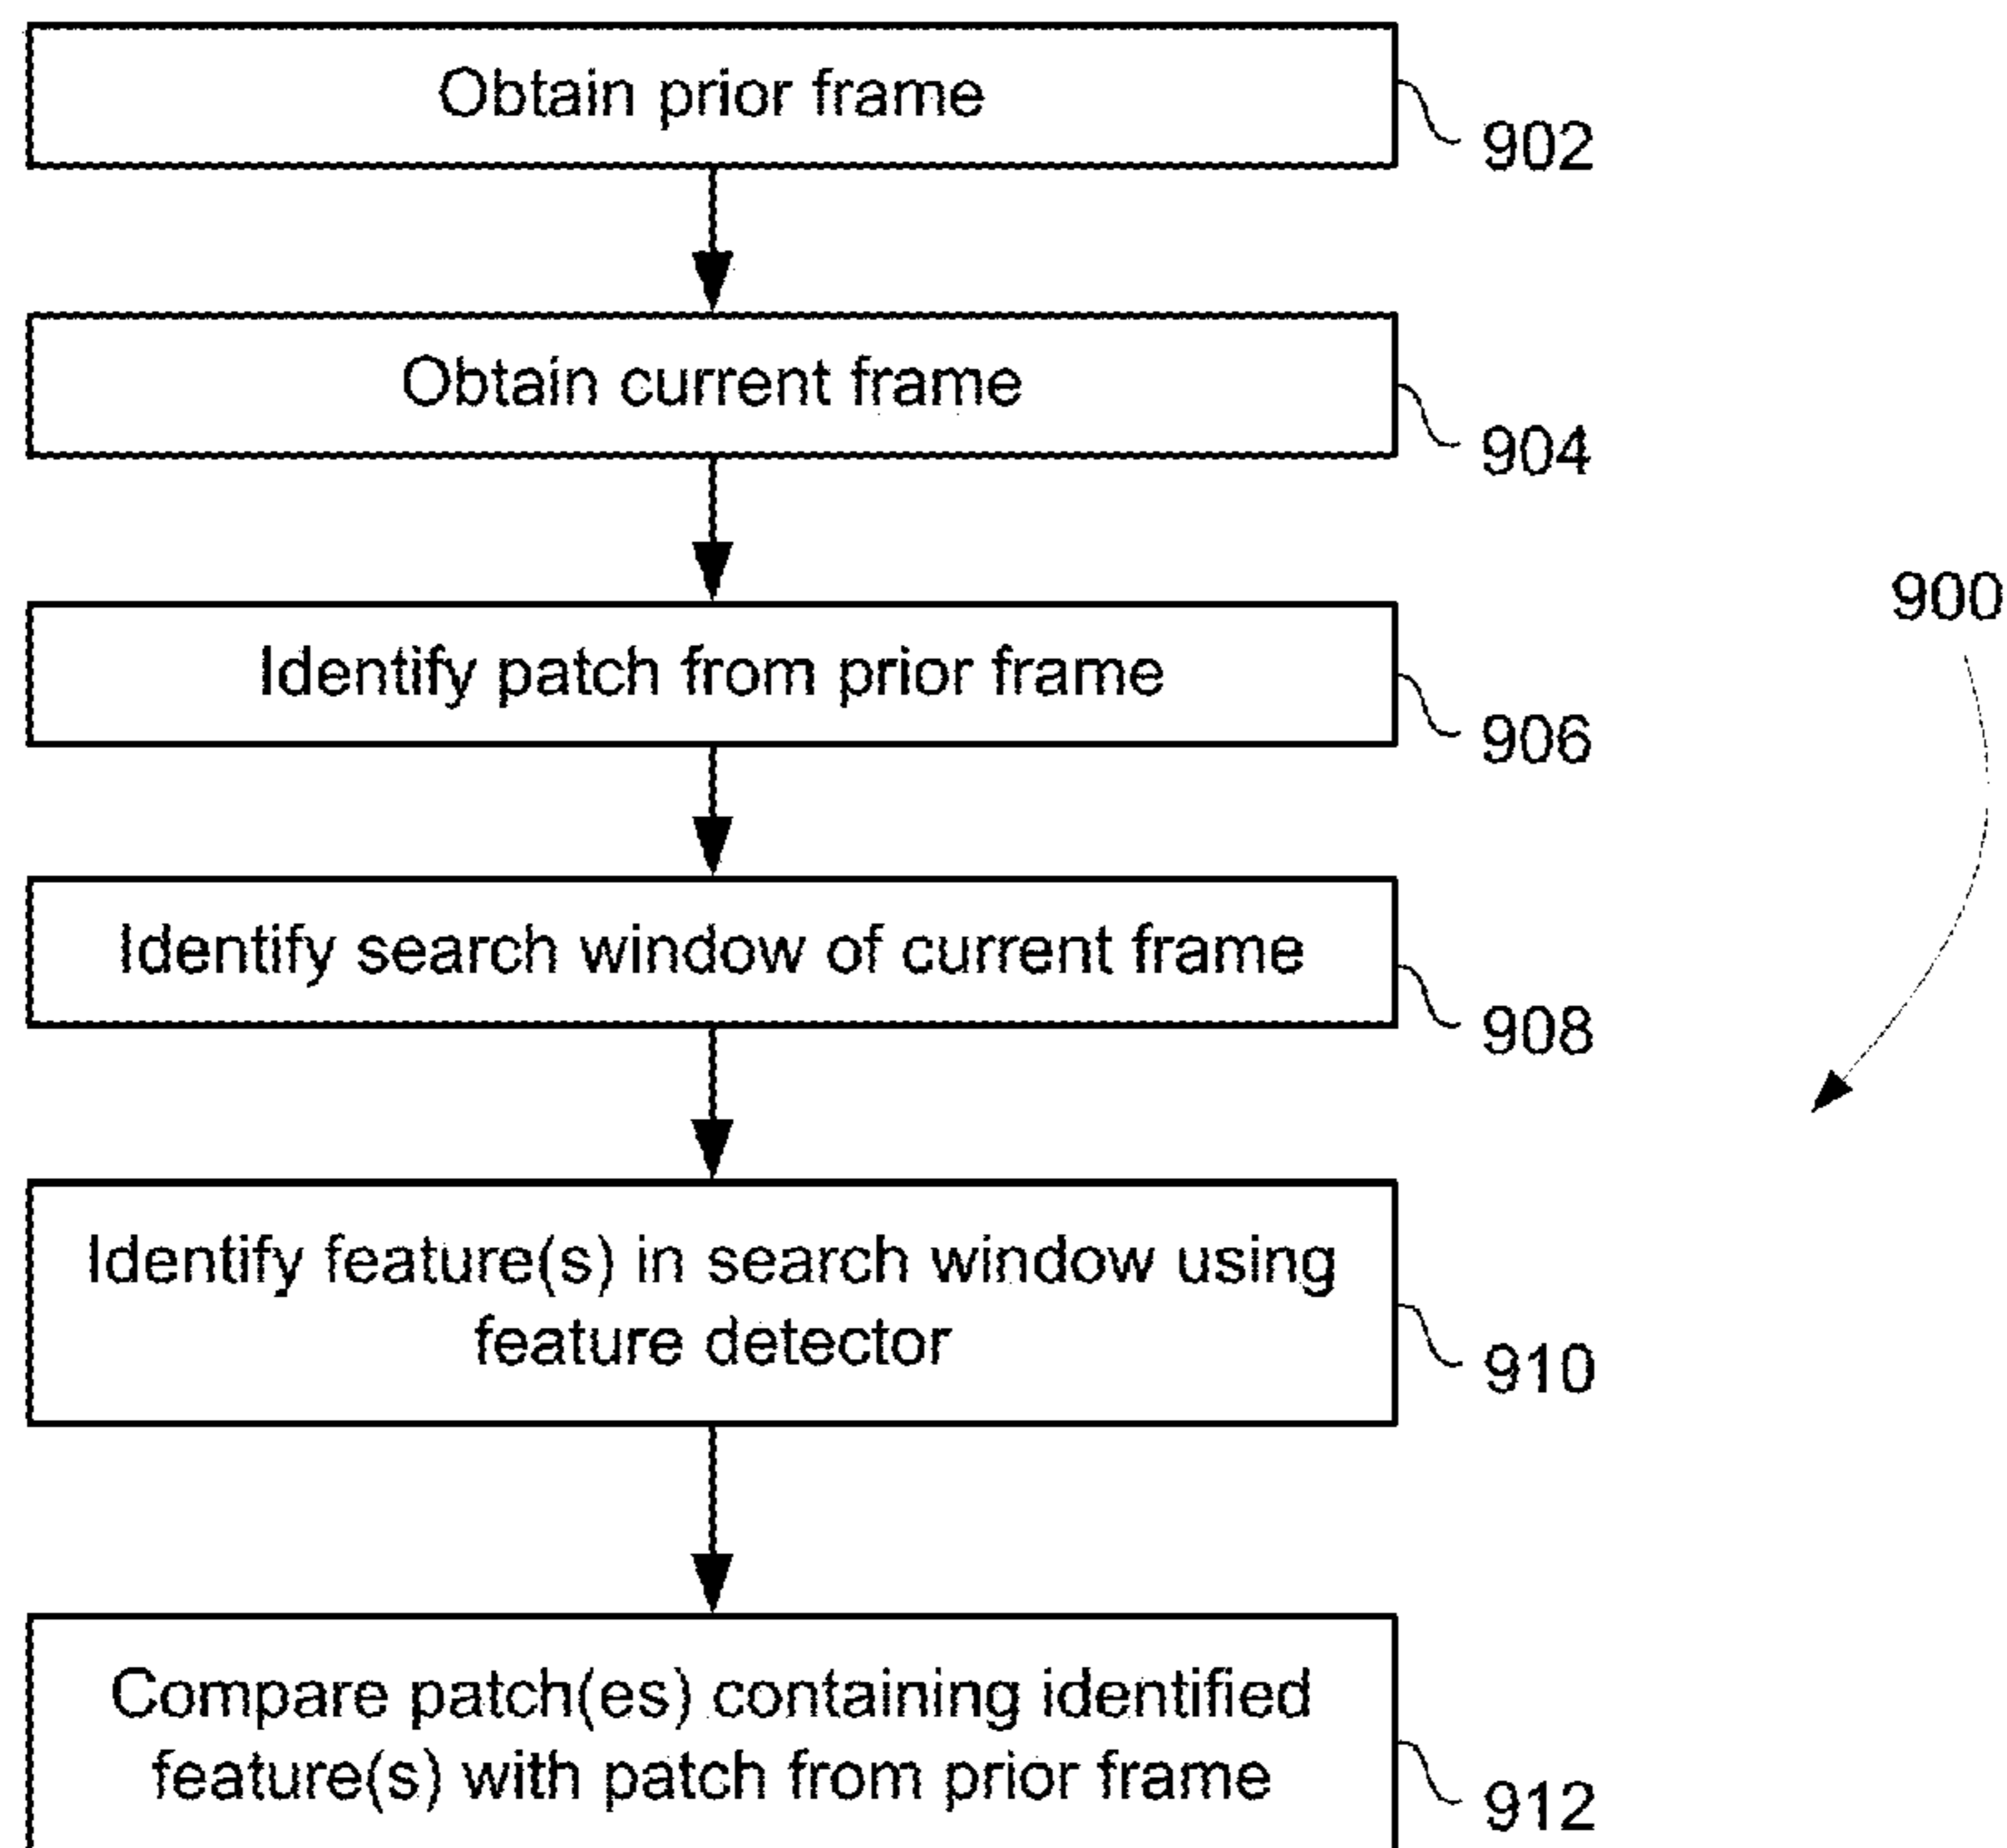 Obtain prior frame
902
Obtain current frame
904
900
Identify patch from prior frame
906
Identify search window of current frame
908
Identify feature(s) in search window using
feature detector
910
Compare patch(es) containing identified
feature(s) with patch from prior frame
912